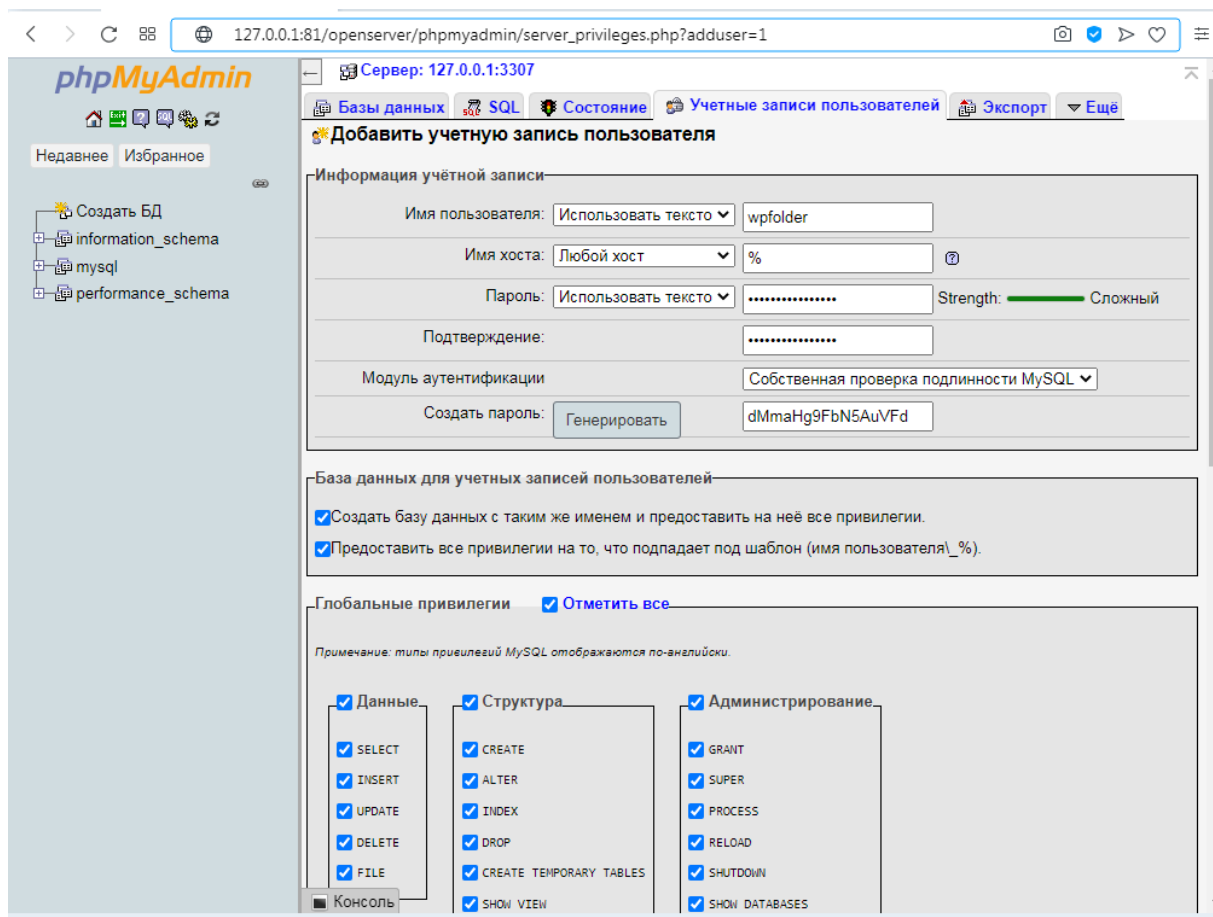 127.0.0.1:81/openserver/phpmyadmin/server_privileges.php?adduser=1
phpMyAdmin
Недавнее Избранное
Создать БД
information_schema
mysql
performance_schema
Сервер: 127.0.0.1:3307
Базы данных SQL Состояние Учетные записи пользователей Экспорт Ещё
Добавить учетную запись пользователя
Информация учётной записи
Имя пользователя: Использовать тексто wpfolder
Имя хоста: Любой хост %
Пароль: Использовать тексто •••••••••••••••• Strength: Сложный
Подтверждение: ••••••••••••••••
Модуль аутентификации Собственная проверка подлинности MySQL
Создать пароль: Генерировать dMmaHg9FbN5AuVFd
База данных для учетных записей пользователей
Создать базу данных с таким же именем и предоставить на неё все привилегии.
Предоставить все привилегии на то, что подпадает под шаблон (имя пользователя\_%).
Глобальные привилегии Отметить все
Примечание: типы привилегий MySQL отображаются по-английски.
Данные Структура Администрирование
SELECT CREATE GRANT
INSERT ALTER SUPER
UPDATE INDEX PROCESS
DELETE DROP RELOAD
FILE CREATE TEMPORARY TABLES SHUTDOWN
Консоль SHOW VIEW SHOW DATABASES